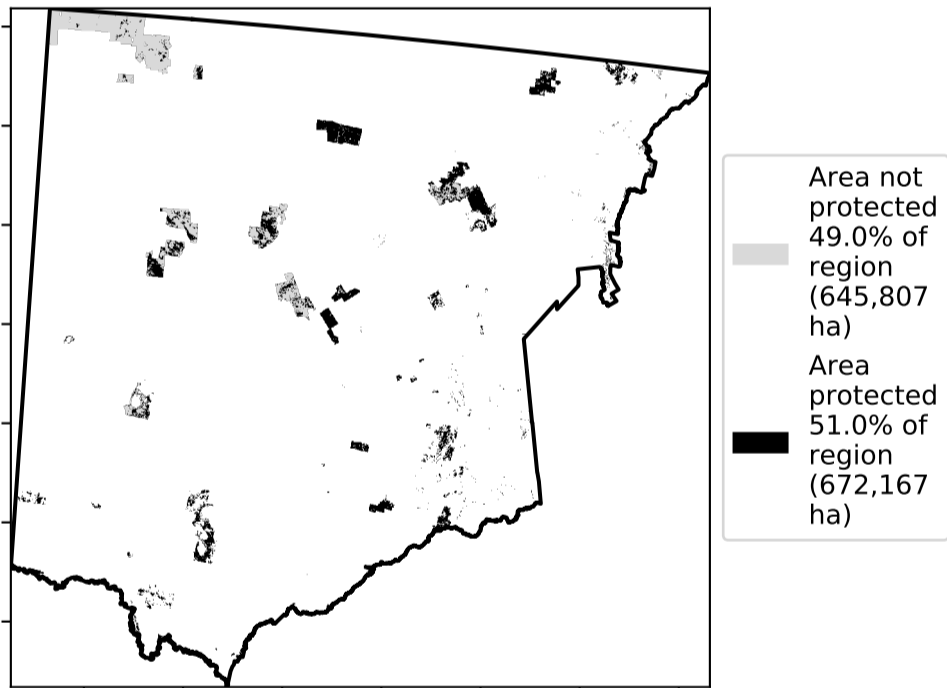 Area not
protected
49.0% of
region
(645,807
ha)
Area
protected
51.0% of
region
(672,167
ha)